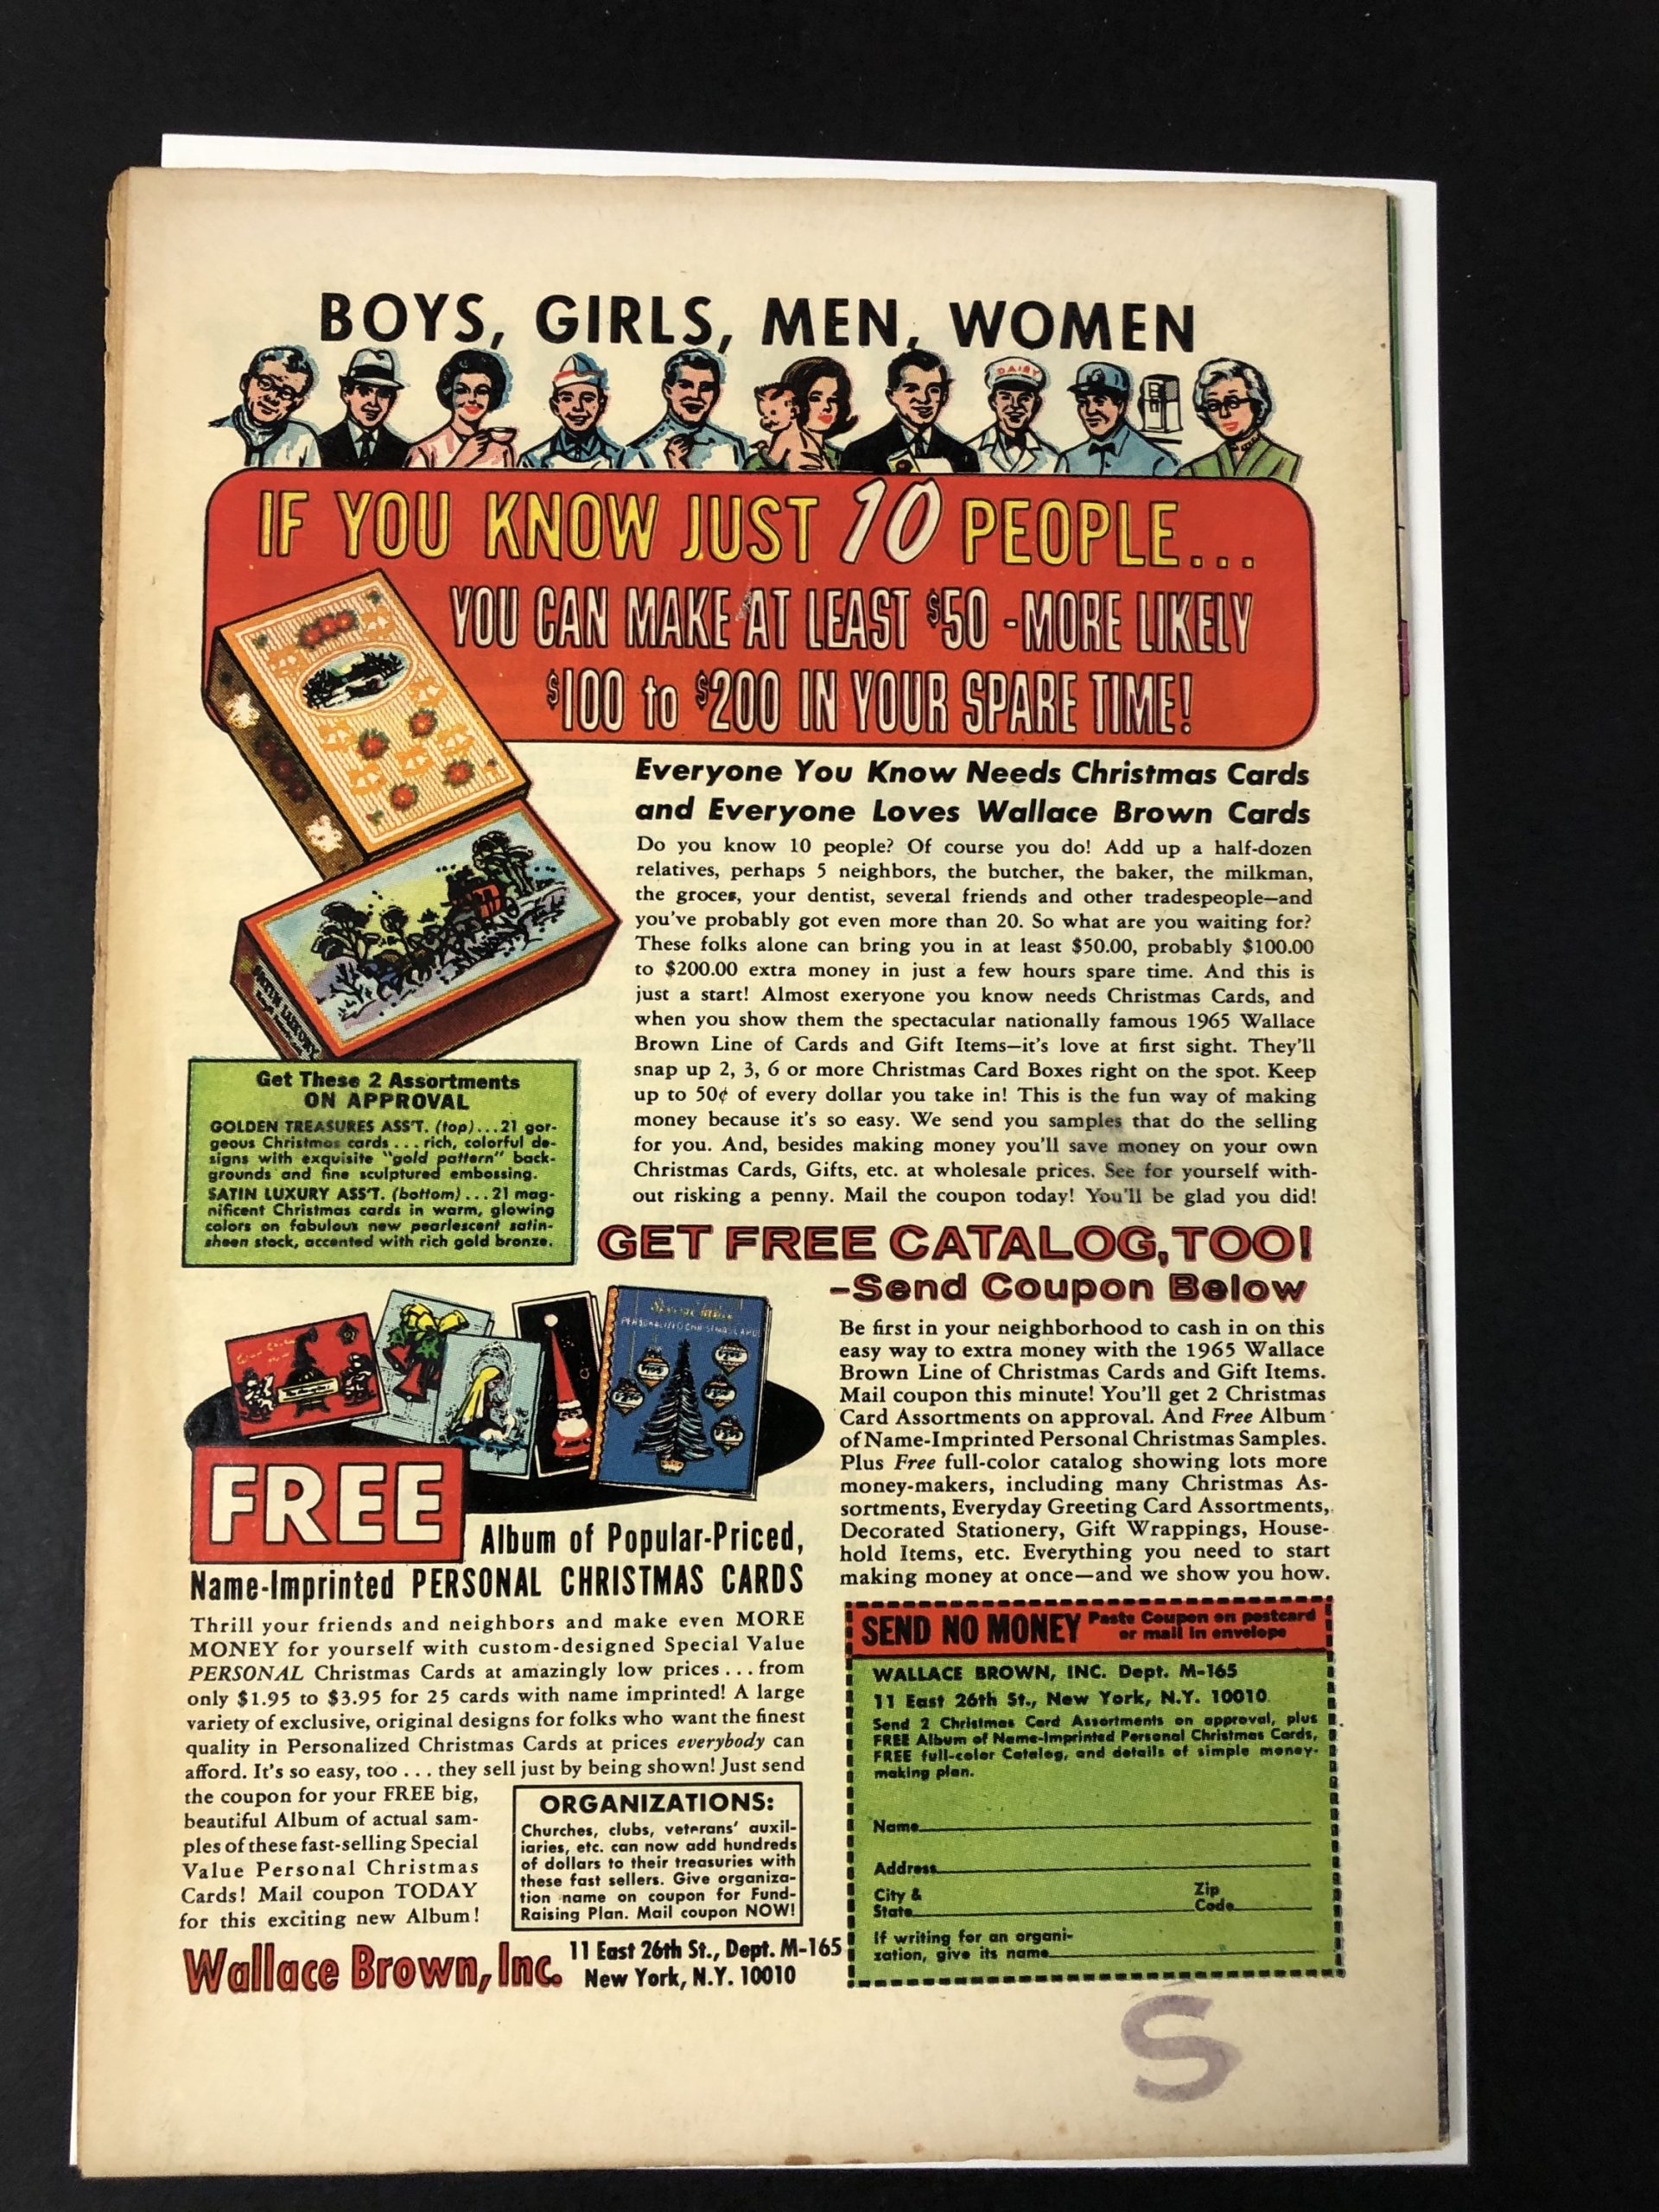 BOYS, GIRLS, MEN, WOMEN
DAIRY
IF YOU KNOW JUST 10 PEOPLE...
YOU CAN MAKE AT LEAST $50 - MORE LIKELY
$100 to $200 IN YOUR SPARE TIME!
Everyone You Know Needs Christmas Cards
and Everyone Loves Wallace Brown Cards
Do you know 10 people? Of course you do! Add up a half-dozen
relatives, perhaps 5 neighbors, the butcher, the baker, the milkman,
the grocer, your dentist, several friends and other tradespeople—and
you've probably got even more than 20. So what are you waiting for?
These folks alone can bring you in at least $50.00, probably $100.00
to $200.00 extra money in just a few hours spare time. And this is
just a start! Almost exeryone you know needs Christmas Cards, and
when you show them the spectacular nationally famous 1965 Wallace
Brown Line of Cards and Gift Items—it's love at first sight. They'll
snap up 2, 3, 6 or more Christmas Card Boxes right on the spot. Keep
up to 50¢ of every dollar you take in! This is the fun way of making
money because it's so easy. We send you samples that do the selling
for you. And, besides making money you'll save money on your own
Christmas Cards, Gifts, etc. at wholesale prices. See for yourself with-
out risking a penny. Mail the coupon today! You'll be glad you did!
SATIN LUXURY
Get These 2 Assortments
ON APPROVAL
GOLDEN TREASURES ASS'T. (top)...21 gor-
geous Christmas cards...rich, colorful de-
signs with exquisite "gold pattern" back-
grounds and fine sculptured embossing.
SATIN LUXURY ASS'T. (bottom)...21 mag-
nificent Christmas cards in warm, glowing
colors on fabulous new pearlescent satin-
sheen stock, accented with rich gold bronze.
GET FREE CATALOG, TOO!
–Send Coupon Below
Be first in your neighborhood to cash in on this
easy way to extra money with the 1965 Wallace
Brown Line of Christmas Cards and Gift Items.
Mail coupon this minute! You'll get 2 Christmas
Card Assortments on approval. And Free Album
of Name-Imprinted Personal Christmas Samples.
Plus Free full-color catalog showing lots more
money-makers, including many Christmas As-
sortments, Everyday Greeting Card Assortments,
Decorated Stationery, Gift Wrappings, House-
hold Items, etc. Everything you need to start
making money at once—and we show you how.
Special Value
PERSONALIZED CHRISTMAS CARDS
FREE
Album of Popular-Priced,
Name-Imprinted PERSONAL CHRISTMAS CARDS
Thrill your friends and neighbors and make even MORE
MONEY for yourself with custom-designed Special Value
PERSONAL Christmas Cards at amazingly low prices...from
only $1.95 to $3.95 for 25 cards with name imprinted! A large
variety of exclusive, original designs for folks who want the finest
quality in Personalized Christmas Cards at prices everybody can
afford. It's so easy, too...they sell just by being shown! Just send
the coupon for your FREE big,
beautiful Album of actual sam-
ples of these fast-selling Special
Value Personal Christmas
Cards! Mail coupon TODAY
for this exciting new Album!
ORGANIZATIONS:
Churches, clubs, veterans' auxil-
iaries, etc. can now add hundreds
of dollars to their treasuries with
these fast sellers. Give organiza-
tion name on coupon for Fund-
Raising Plan. Mail coupon NOW!
Wallace Brown, Inc.
11 East 26th St., Dept. M-165
New York, N.Y. 10010
SEND NO MONEY Paste Coupon on postcard
or mail in envelope
WALLACE BROWN, INC. Dept. M-165
11 East 26th St., New York, N.Y. 10010
Send 2 Christmas Card Assortments on approval, plus
FREE Album of Name-Imprinted Personal Christmas Cards,
FREE full-color Catalog, and details of simple money-
making plan.
Name
Address
City &
State
Zip
Code
If writing for an organi-
zation, give its name
S